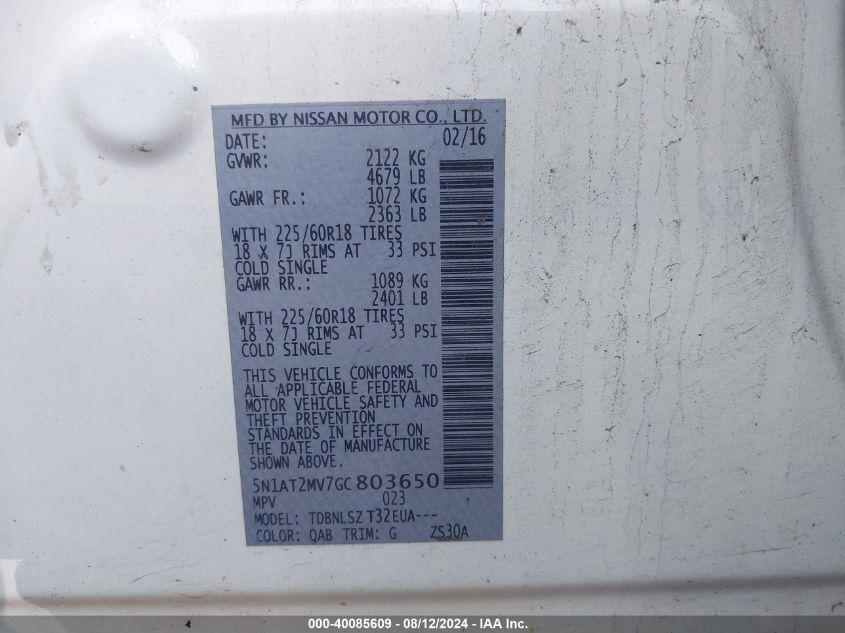 MFD BY NISSAN MOTOR CO., LTD.
DATE: 02/16
GVWR: 2122 KG
4679 LB
GAWR FR.: 1072 KG
2363 LB
WITH 225/60R18 TIRES
18 X 7J RIMS AT 33 PSI
COLD SINGLE
GAWR RR.: 1089 KG
2401 LB
WITH 225/60R18 TIRES
18 X 7J RIMS AT 33 PSI
COLD SINGLE
THIS VEHICLE CONFORMS TO
ALL APPLICABLE FEDERAL
MOTOR VEHICLE SAFETY AND
THEFT PREVENTION
STANDARDS IN EFFECT ON
THE DATE OF MANUFACTURE
SHOWN ABOVE.
5N1AT2MV7GC803650
MPV 023
MODEL: TDBNLSZ T32EUA---
COLOR: QAB TRIM: G ZS30A
000-40085609 - 08/12/2024 - IAA Inc.